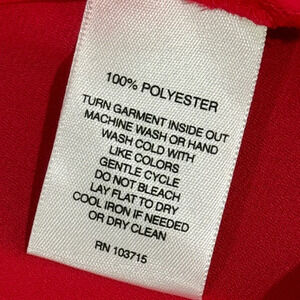 100% POLYESTER
TURN GARMENT INSIDE OUT
MACHINE WASH OR HAND
WASH COLD WITH
LIKE COLORS
GENTLE CYCLE
DO NOT BLEACH
LAY FLAT TO DRY
COOL IRON IF NEEDED
OR DRY CLEAN
RN 103715